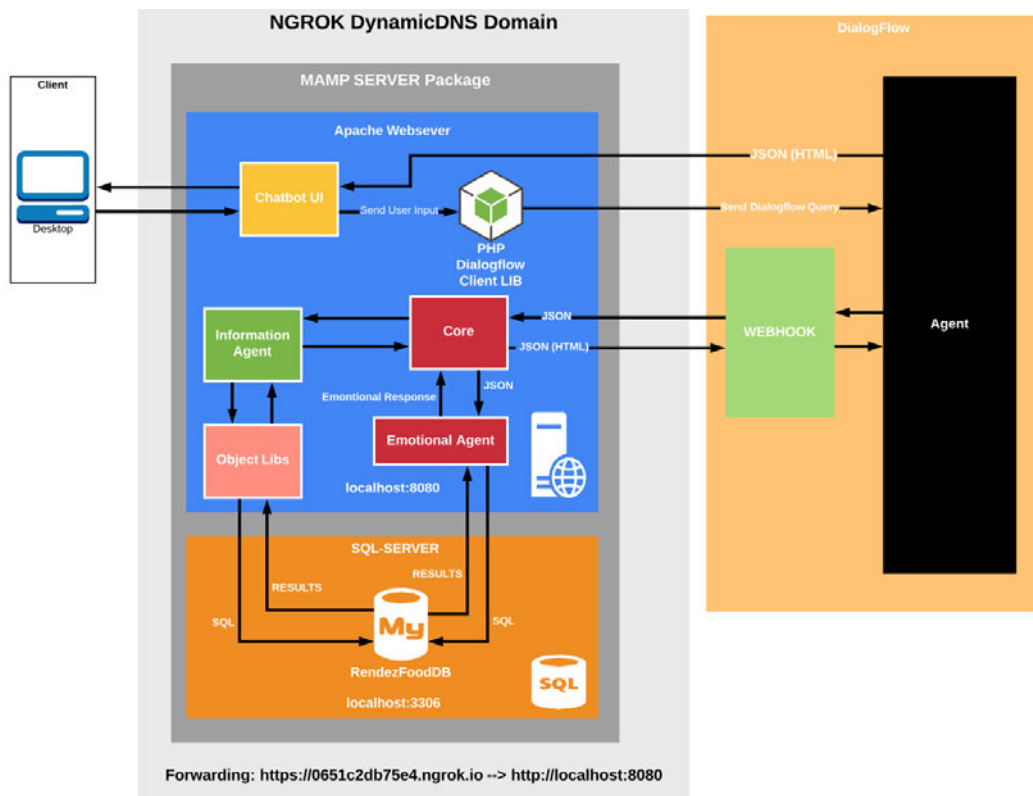 NGROK DynamicDNS Domain
DialogFlow
MAMP SERVER Package
Client
Apache Websever
JSON (HTML)
Chatbot UI
Send User Input
Send Dialogflow Query
Desktop
PHP
Dialogflow
Client LIB
JSON
Core
Information
Agent
WEBHOOK
Agent
JSON (HTML)
JSON
Emontional Response
Emotional Agent
Object Libs
localhost:8080
SQL-SERVER
RESULTS
RESULTS
SQL
SQL
My
SQL
RendezFoodDB
localhost:3306
Forwarding: https://0651c2db75e4.ngrok.io --> http://localhost:8080